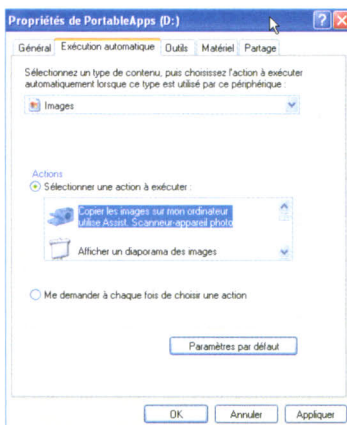 Propriétés de PortableApps (D:)
Général Exécution automatique Outils Matériel Partage
Sélectionnez un type de contenu, puis choisissez l'action à exécuter
automatiquement lorsque ce type est utilisé par ce périphérique :
Images
Actions
Sélectionner une action à exécuter :
Copier les images sur mon ordinateur
utilise Assist. Scanneur-appareil photo
Afficher un diaporama des images
Me demander à chaque fois de choisir une action
Paramètres par défaut
OK Annuler Appliquer